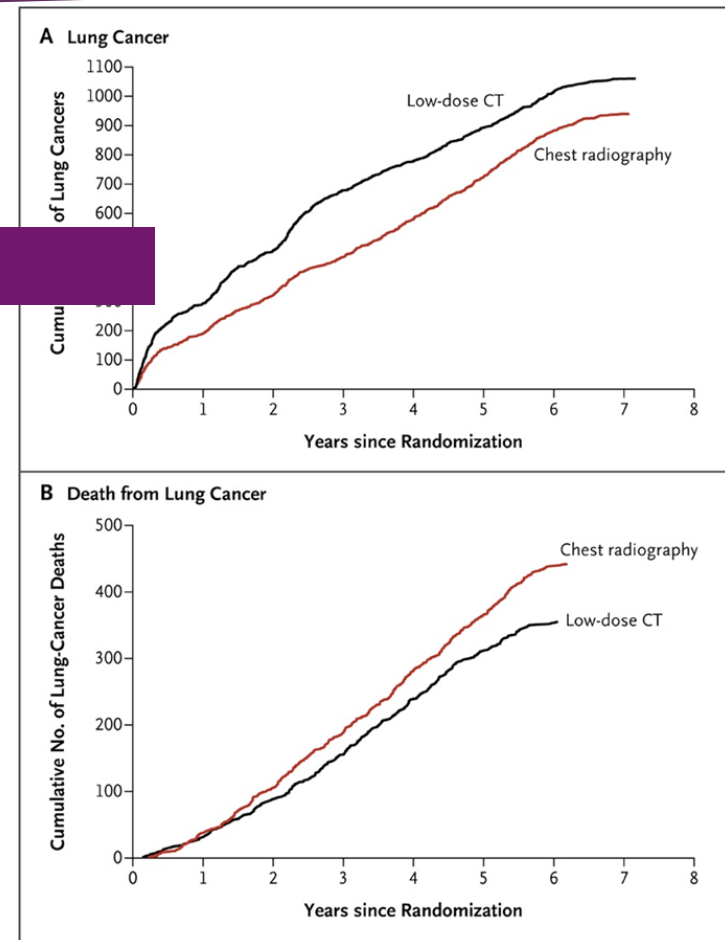 A Lung Cancer
1100
1000
900
800
700
600
200
100
0
of Lung Cancers
Low-dose CT
Chest radiography
0 1 2 3 4 5 6 7 8
Years since Randomization
B Death from Lung Cancer
500
400
300
200
100
0
Cumulative No. of Lung-Cancer Deaths
Chest radiography
Low-dose CT
0 1 2 3 4 5 6 7 8
Years since Randomization